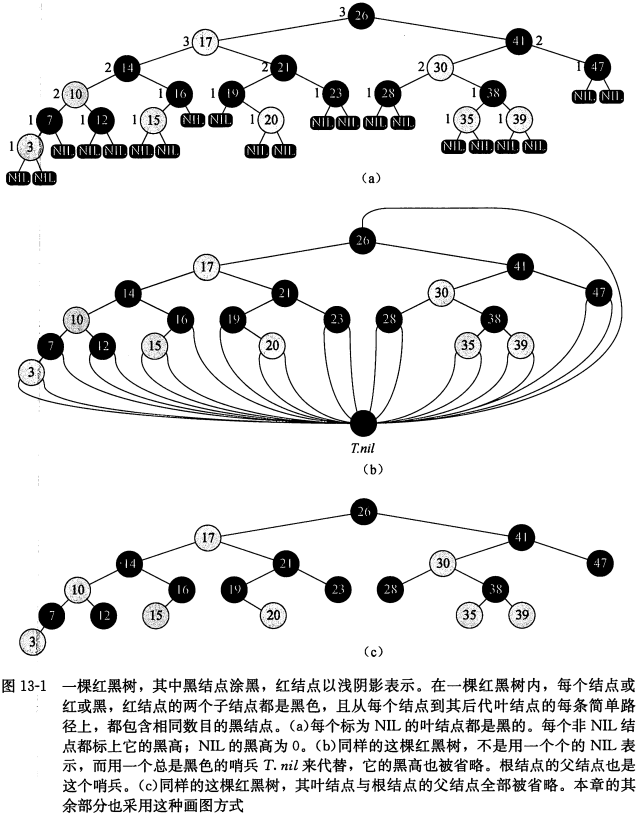 3 26
3 17 41 2
2 14 2 21 2 30 1 47
2 10 1 16 1 19 1 23 1 28 1 38 NIL NIL
1 7 1 12 1 15 NIL NIL 1 20 NIL NIL NIL NIL 1 35 1 39
1 3 NIL NIL NIL NIL NIL NIL NIL NIL NIL NIL NIL
NIL NIL
(a)
26
17 41
14 21 30 47
10 16 19 23 28 38
7 12 15 20 35 39
3
T.nil
(b)
26
17 41
14 21 30 47
10 16 19 23 28 38
7 12 15 20 35 39
3
(c)
图 13-1 一棵红黑树，其中黑结点涂黑，红结点以浅阴影表示。在一棵红黑树内，每个结点或
红或黑，红结点的两个子结点都是黑色，且从每个结点到其后代叶结点的每条简单路
径上，都包含相同数目的黑结点。(a)每个标为 NIL 的叶结点都是黑的。每个非 NIL 结
点都标上它的黑高；NIL 的黑高为 0。(b)同样的这棵红黑树，不是用一个个的 NIL 表
示，而用一个总是黑色的哨兵 T.nil 来代替，它的黑高也被省略。根结点的父结点也是
这个哨兵。(c)同样的这棵红黑树，其叶结点与根结点的父结点全部被省略。本章的其
余部分也采用这种画图方式